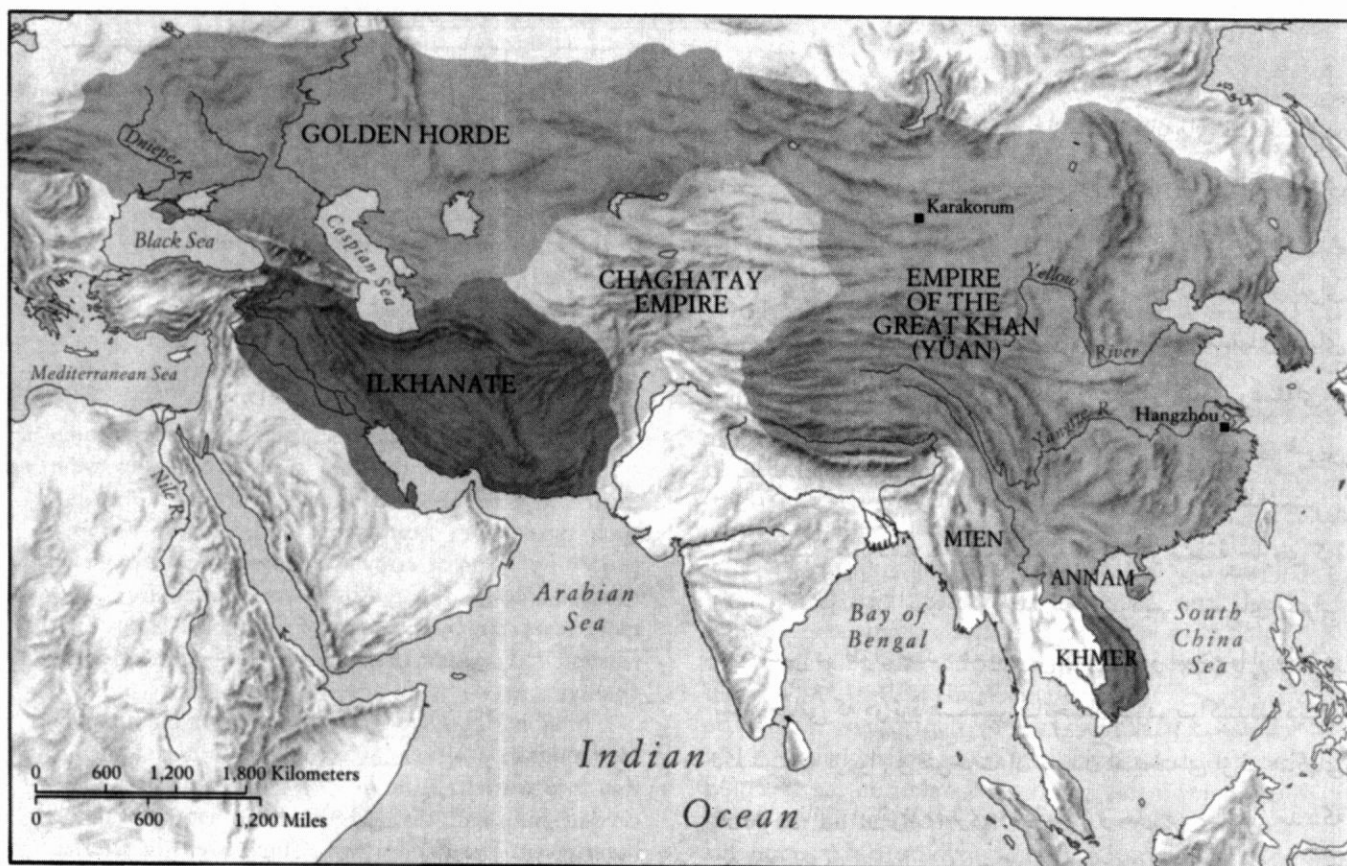 GOLDEN HORDE
Dnieper R.
Karakorum
Black Sea
Caspian Sea
CHAGHATAY
EMPIRE
EMPIRE
OF THE
GREAT KHAN
(YÜAN)
Yellow
River
Mediterranean Sea
ILKHANATE
Hangzhou
Yangtze R.
Nile R.
MIEN
ANNAM
Arabian
Sea
Bay of
Bengal
South
China
Sea
KHMER
Indian
Ocean
0 600 1,200 1,800 Kilometers
0 600 1,200 Miles